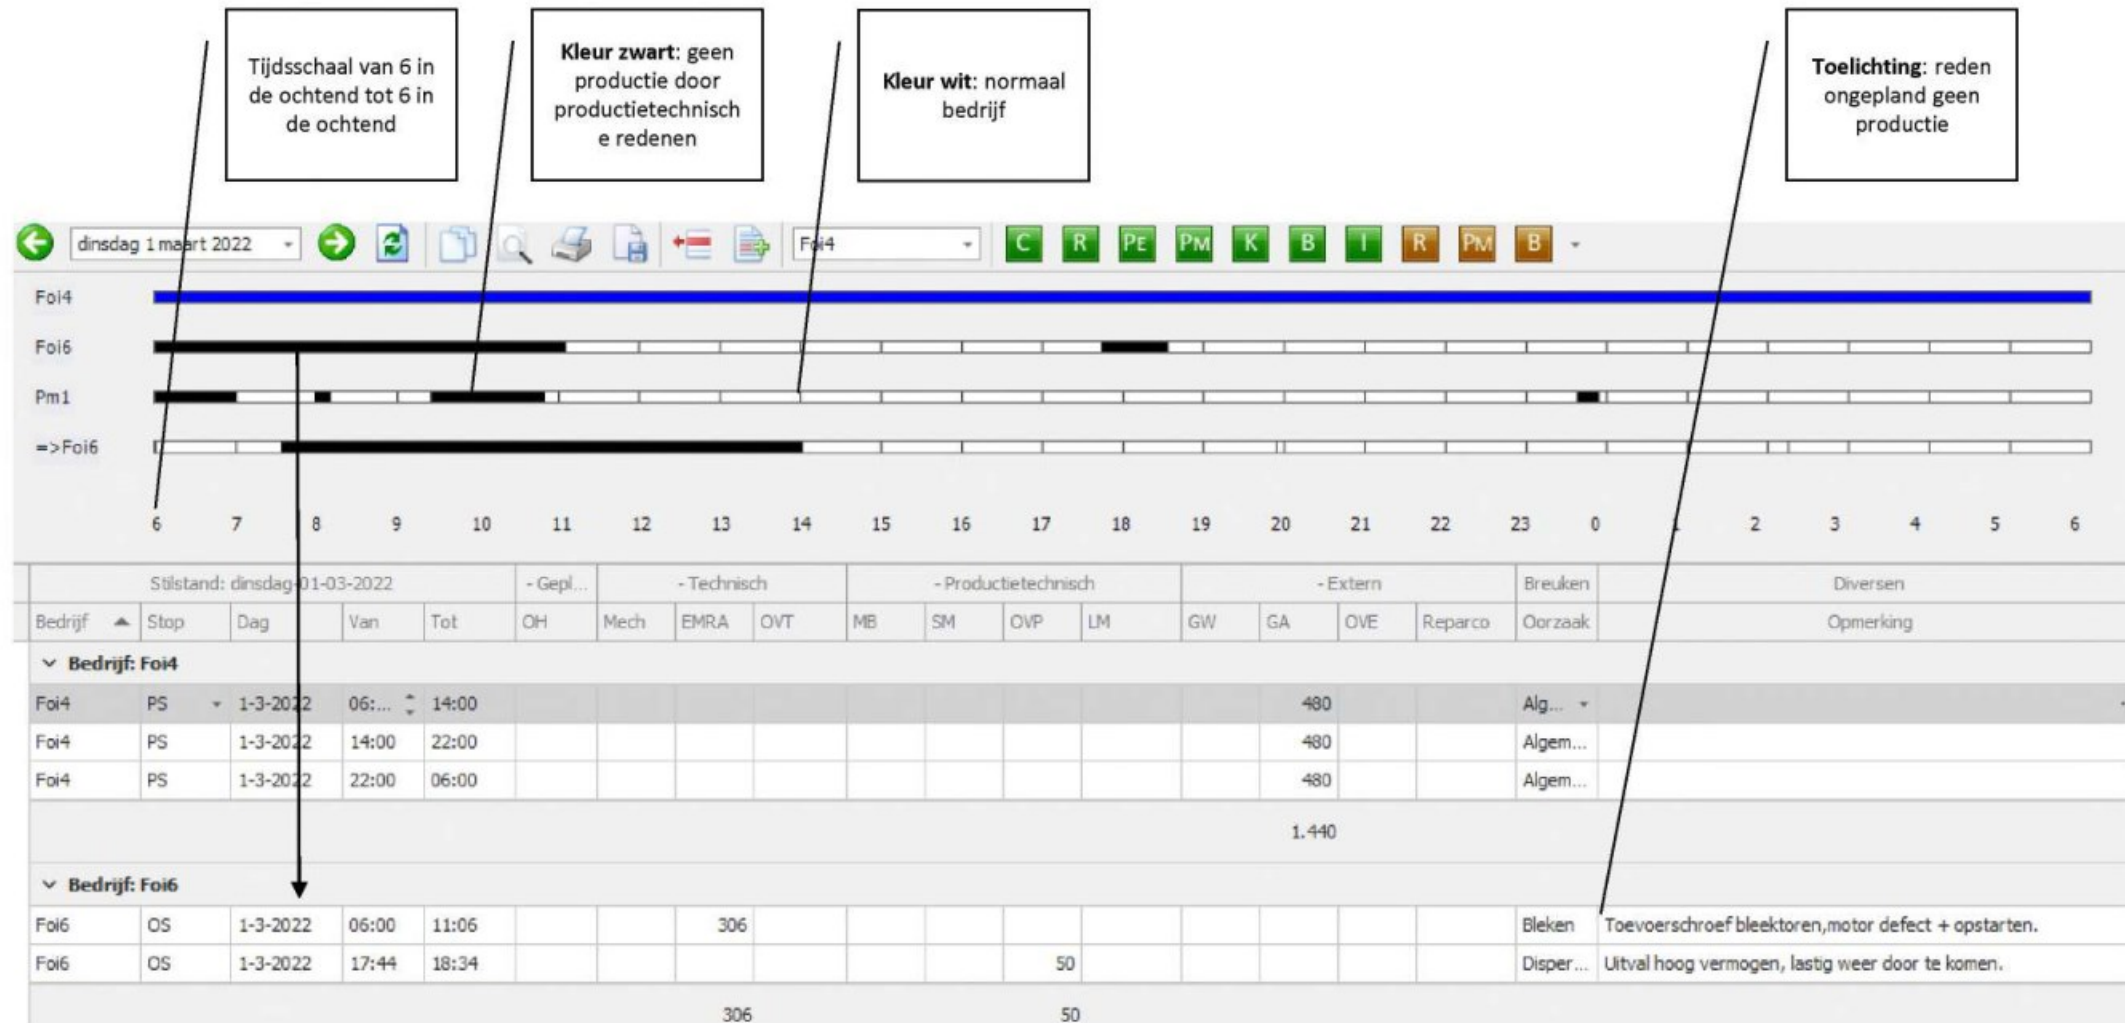 Tijdsschaal van 6 in
de ochtend tot 6 in
de ochtend
Kleur zwart: geen
productie door
productietechnisch
e redenen
Kleur wit: normaal
bedrijf
Toelichting: reden
ongepland geen
productie
dinsdag 1 maart 2022 Foi4 C R PE PM K B I R PM B
Foi4
Foi6
Pm1
=>Foi6
6 7 8 9 10 11 12 13 14 15 16 17 18 19 20 21 22 23 0 1 2 3 4 5 6
Stilstand: dinsdag-01-03-2022 - Gepl... - Technisch - Productietechnisch - Extern Breuken Diversen
Bedrijf Stop Dag Van Tot OH Mech EMRA OVT MB SM OVP LM GW GA OVE Reparco Oorzaak Opmerking
Bedrijf: Foi4
Foi4 PS 1-3-2022 06:... 14:00 480 Alg...
Foi4 PS 1-3-2022 14:00 22:00 480 Algem...
Foi4 PS 1-3-2022 22:00 06:00 480 Algem...
1.440
Bedrijf: Foi6
Foi6 OS 1-3-2022 06:00 11:06 306 Bleken Toevoerschroef bleektoren,motor defect + opstarten.
Foi6 OS 1-3-2022 17:44 18:34 50 Disper... Uitval hoog vermogen, lastig weer door te komen.
306 50